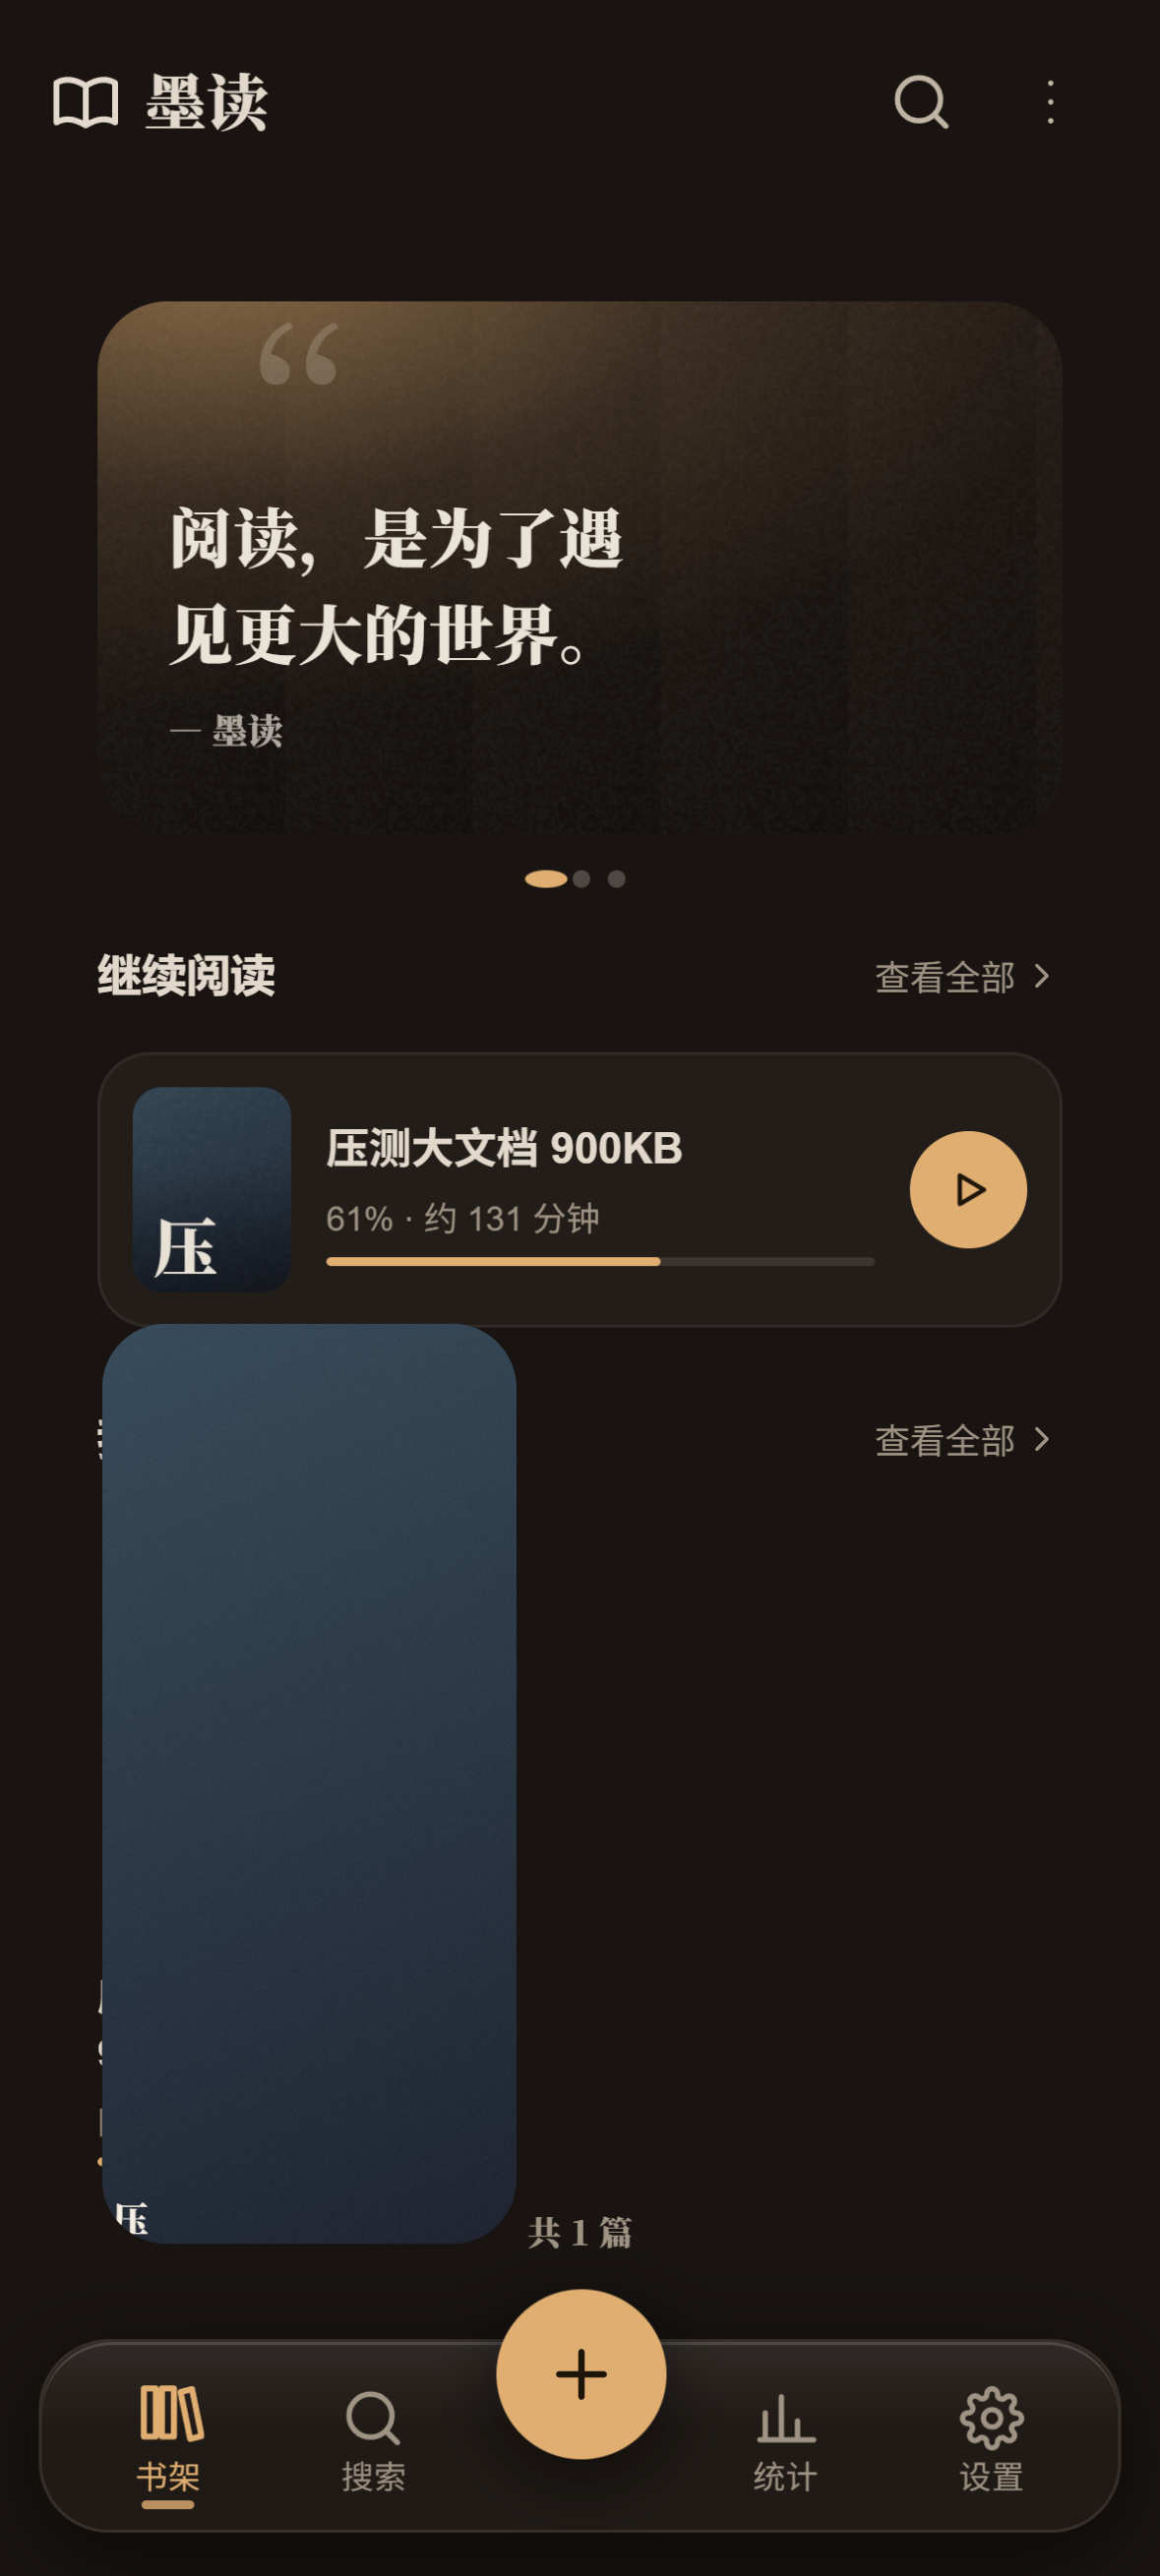 墨读
“
阅读，是为了遇
见更大的世界。
— 墨读
继续阅读
查看全部
压测大文档 900KB
61% · 约 131 分钟
压
查看全部
压
共 1 篇
书架
搜索
统计
设置